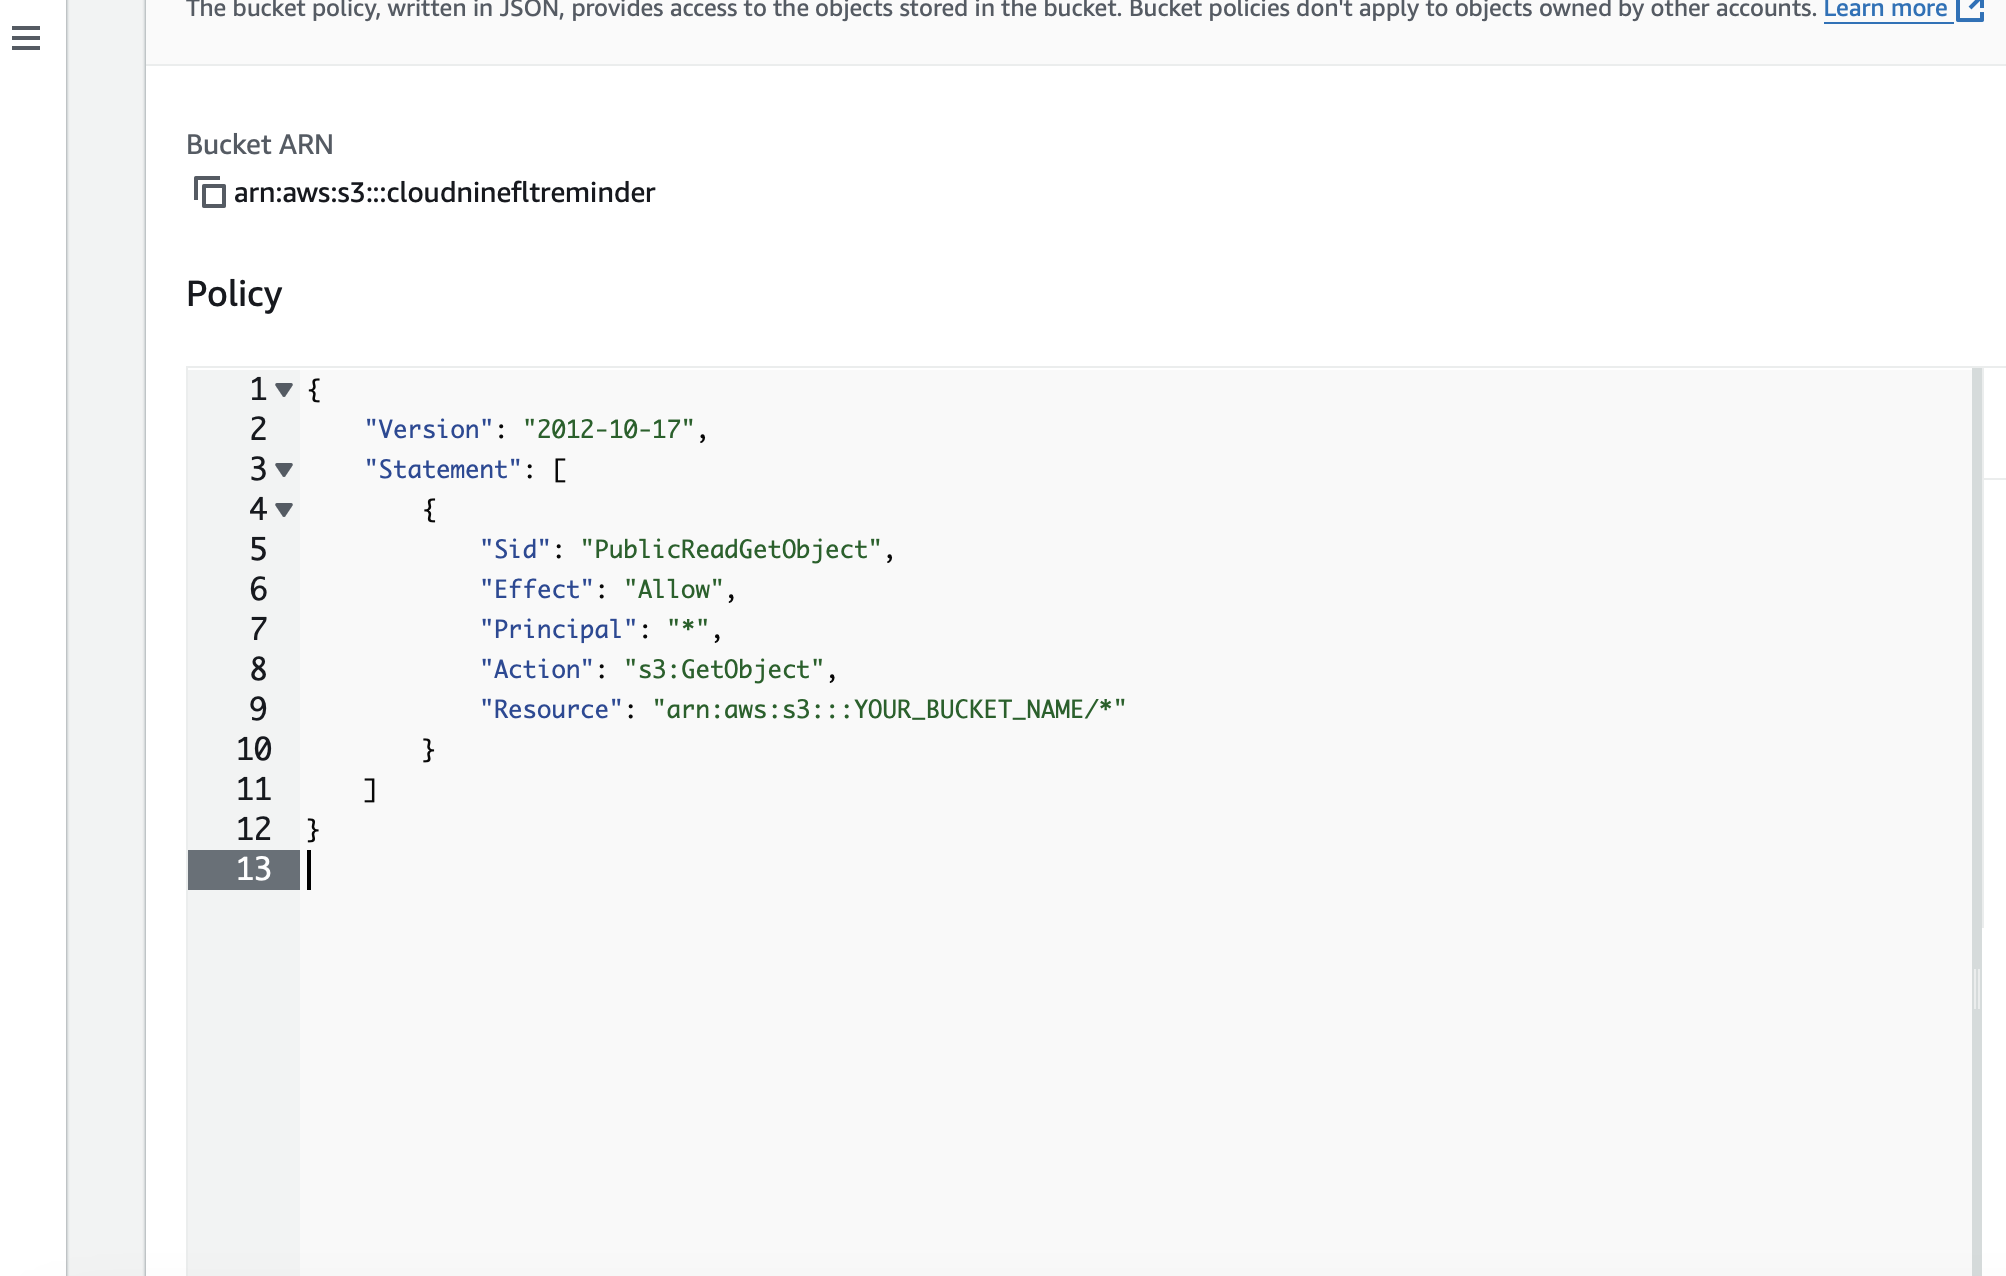 The bucket policy, written in JSON, provides access to the objects stored in the bucket. Bucket policies don't apply to objects owned by other accounts. Learn more
Bucket ARN
arn:aws:s3:::cloudninefltreminder
Policy
1 {
2 "Version": "2012-10-17",
3 "Statement": [
4 {
5 "Sid": "PublicReadGetObject",
6 "Effect": "Allow",
7 "Principal": "*",
8 "Action": "s3:GetObject",
9 "Resource": "arn:aws:s3:::YOUR_BUCKET_NAME/*"
10 }
11 ]
12 }
13